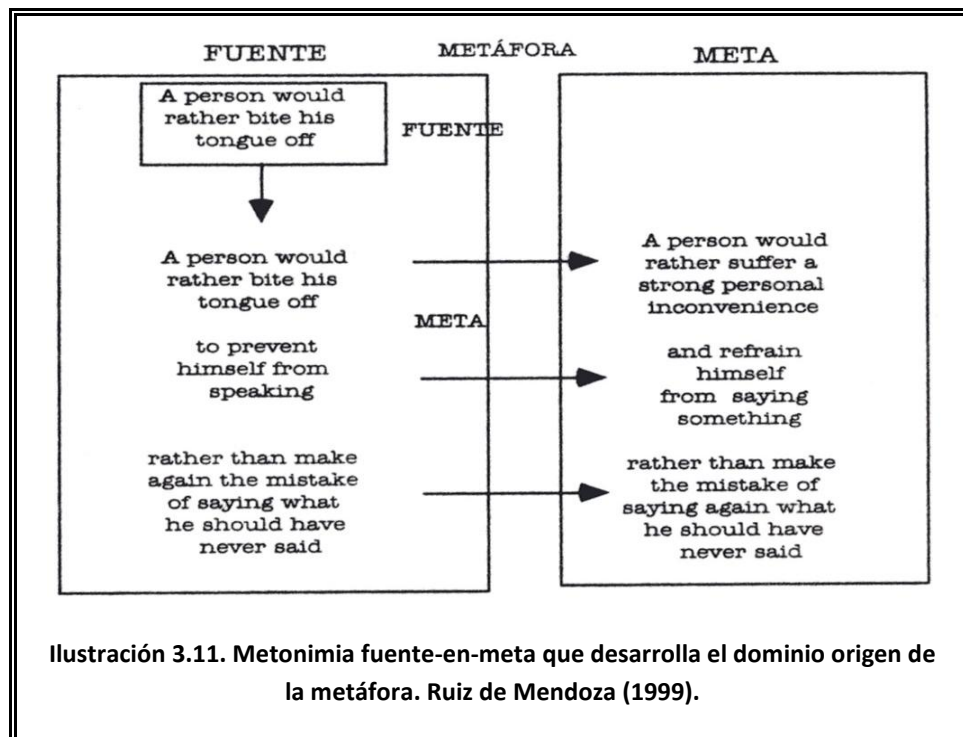 FUENTE
METÁFORA
META
A person would
rather bite his
tongue off
FUENTE
A person would
rather bite his
tongue off
A person would
rather suffer a
strong personal
inconvenience
META
to prevent
himself from
speaking
and refrain
himself
from saying
something
rather than make
again the mistake
of saying what
he should have
never said
rather than make
the mistake of
saying again what
he should have
never said
Ilustración 3.11. Metonimia fuente-en-meta que desarrolla el dominio origen de
la metáfora. Ruiz de Mendoza (1999).